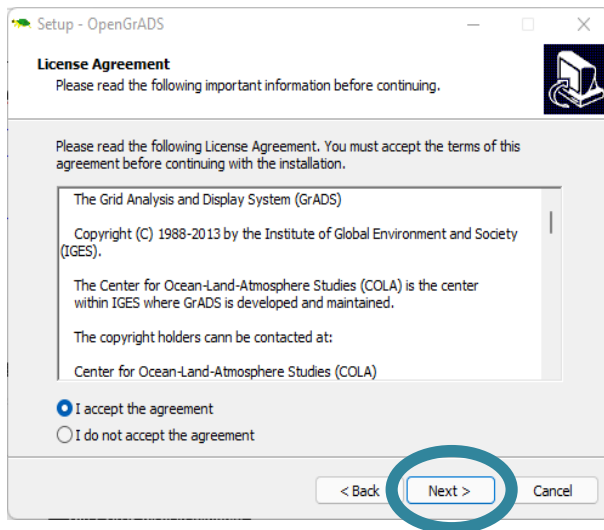 Setup - OpenGrADS
License Agreement
Please read the following important information before continuing.
Please read the following License Agreement. You must accept the terms of this
agreement before continuing with the installation.
The Grid Analysis and Display System (GrADS)
Copyright (C) 1988-2013 by the Institute of Global Environment and Society
(IGES).
The Center for Ocean-Land-Atmosphere Studies (COLA) is the center
within IGES where GrADS is developed and maintained.
The copyright holders cann be contacted at:
Center for Ocean-Land-Atmosphere Studies (COLA)
I accept the agreement
I do not accept the agreement
< Back
Next >
Cancel